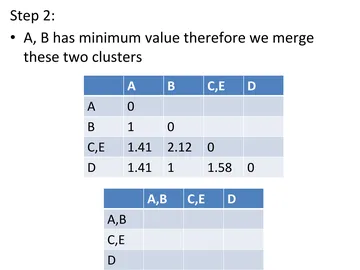 Step 2:
• A, B has minimum value therefore we merge
these two clusters
A B C,E D
A 0
B 1 0
C,E 1.41 2.12 0
D 1.41 1 1.58 0
A,B C,E D
A,B
C,E
D